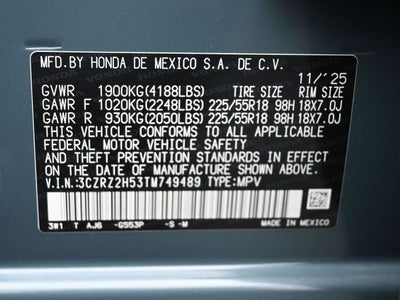 MFD.BY HONDA DE MEXICO S.A. DE C.V.
11/'25
GVWR 1900KG(4188LBS) TIRE SIZE RIM SIZE
GAWR F 1020KG(2248LBS) 225/55R18 98H 18X7.0J
GAWR R 930KG(2050LBS) 225/55R18 98H 18X7.0J
THIS VEHICLE CONFORMS TO ALL APPLICABLE
FEDERAL MOTOR VEHICLE SAFETY AND
THEFT PREVENTION STANDARDS IN EFFECT
ON THE DATE OF MANUFACTURE SHOWN ABOVE.
V.I.N.:3CZRZ2H53TM749489 TYPE:MPV
3W1 T AJG -G553P -S -M
MADE IN MEXICO